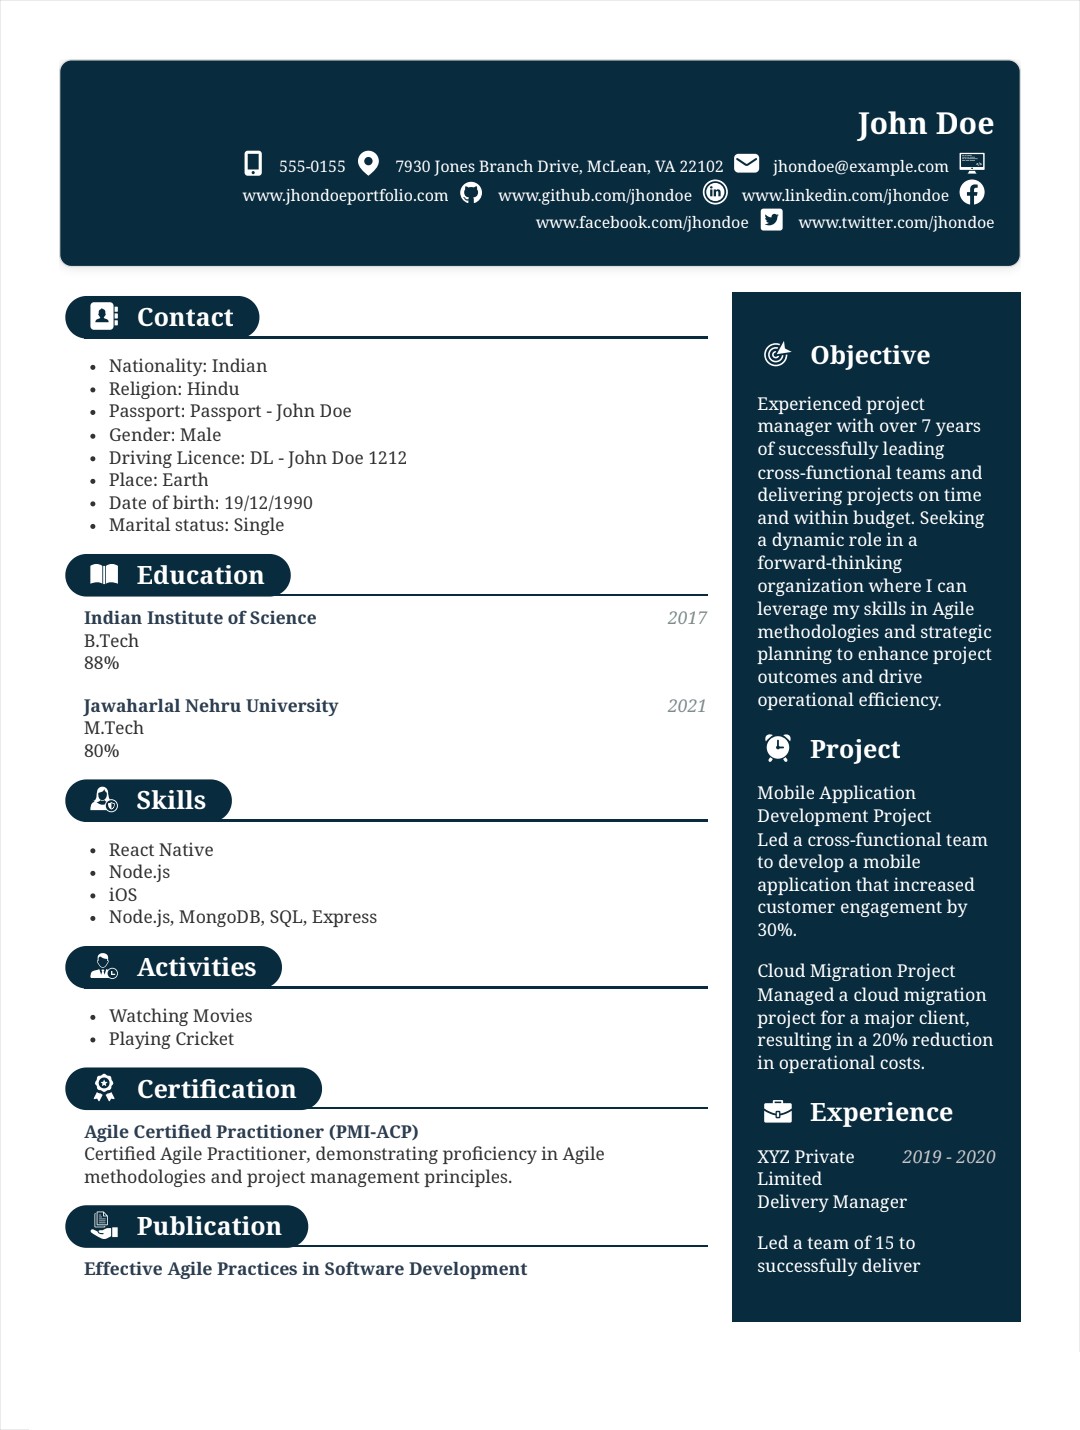 John Doe
555-0155 7930 Jones Branch Drive, McLean, VA 22102 jhondoe@example.com
www.jhondoeportfolio.com www.github.com/jhondoe www.linkedin.com/jhondoe
www.facebook.com/jhondoe www.twitter.com/jhondoe
Contact
• Nationality: Indian
• Religion: Hindu
• Passport: Passport - John Doe
• Gender: Male
• Driving Licence: DL - John Doe 1212
• Place: Earth
• Date of birth: 19/12/1990
• Marital status: Single
Education
Indian Institute of Science 2017
B.Tech
88%
Jawaharlal Nehru University 2021
M.Tech
80%
Skills
• React Native
• Node.js
• iOS
• Node.js, MongoDB, SQL, Express
Activities
• Watching Movies
• Playing Cricket
Certification
Agile Certified Practitioner (PMI-ACP)
Certified Agile Practitioner, demonstrating proficiency in Agile
methodologies and project management principles.
Publication
Effective Agile Practices in Software Development
Objective
Experienced project
manager with over 7 years
of successfully leading
cross-functional teams and
delivering projects on time
and within budget. Seeking
a dynamic role in a
forward-thinking
organization where I can
leverage my skills in Agile
methodologies and strategic
planning to enhance project
outcomes and drive
operational efficiency.
Project
Mobile Application
Development Project
Led a cross-functional team
to develop a mobile
application that increased
customer engagement by
30%.
Cloud Migration Project
Managed a cloud migration
project for a major client,
resulting in a 20% reduction
in operational costs.
Experience
XYZ Private 2019 - 2020
Limited
Delivery Manager
Led a team of 15 to
successfully deliver